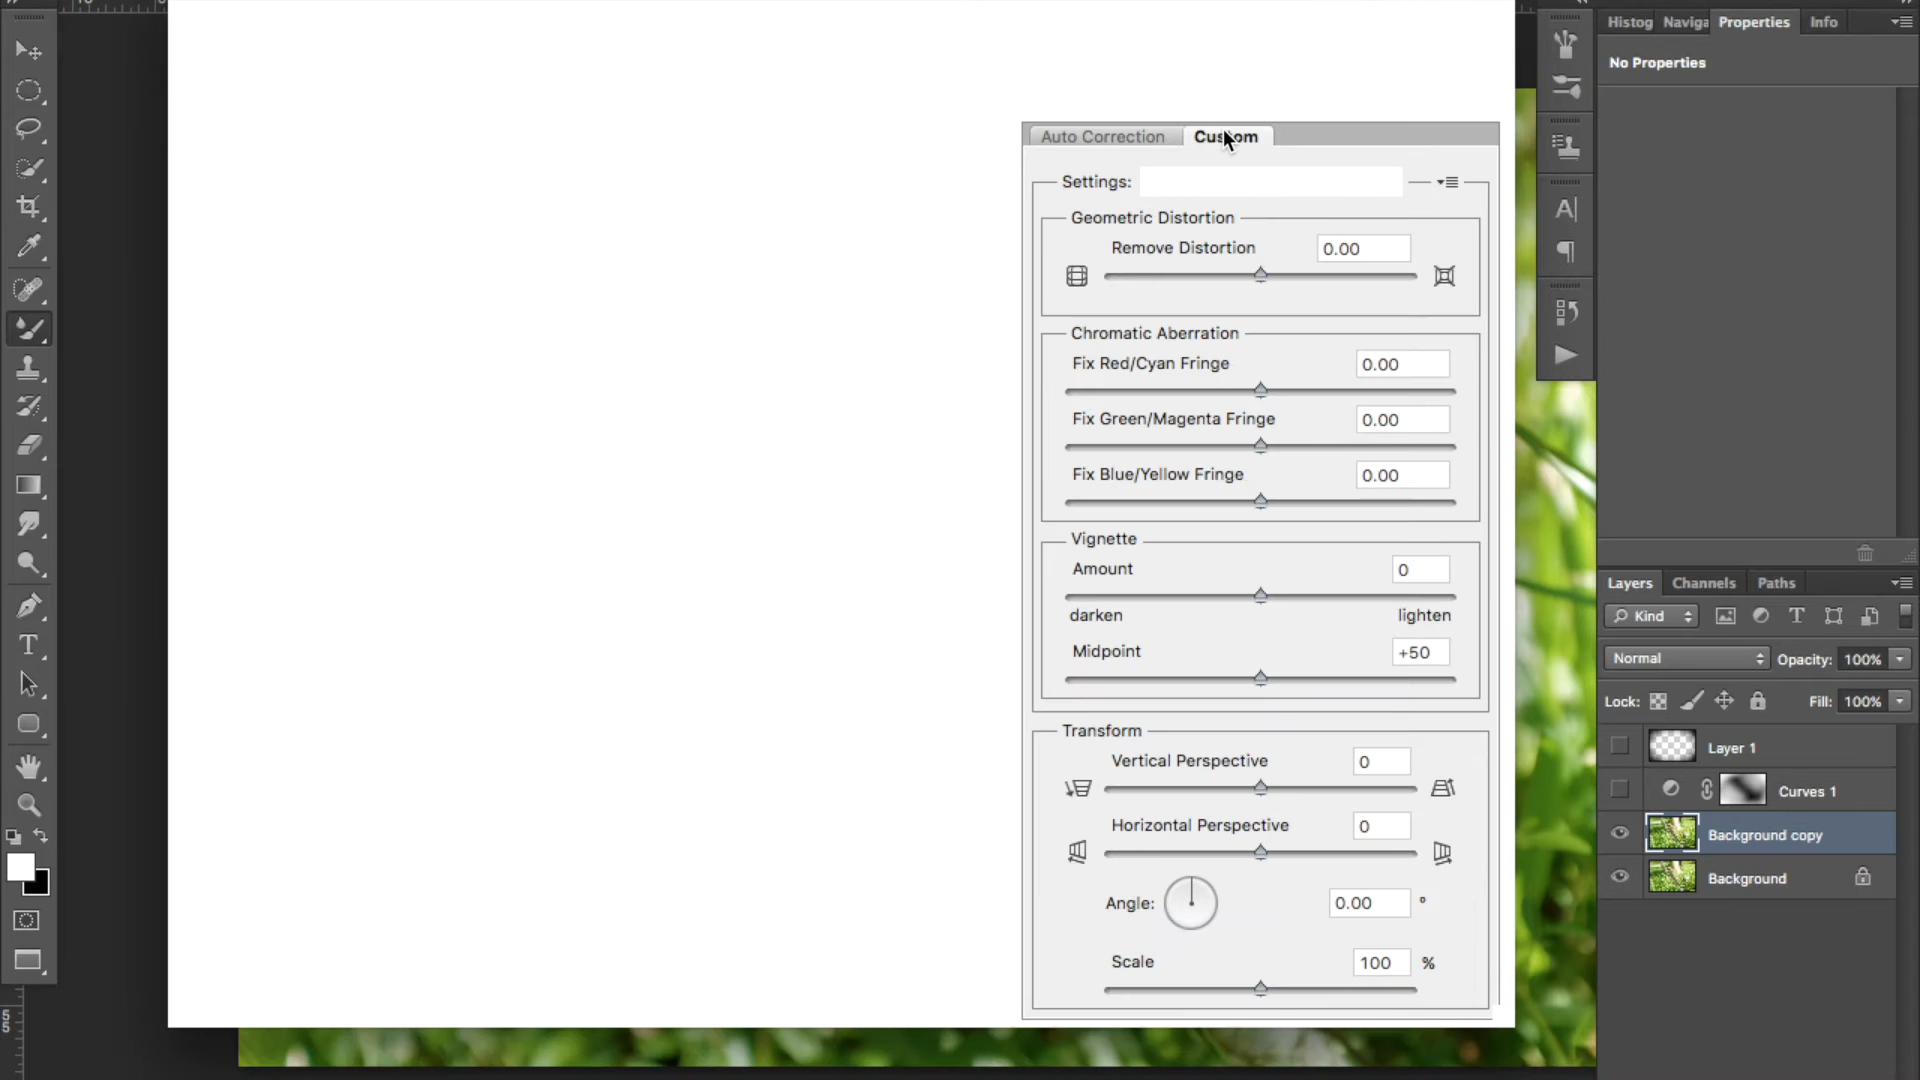 Histog Naviga Properties Info
No Properties
Auto Correction Custom
Settings:
Geometric Distortion
Remove Distortion 0.00
Chromatic Aberration
Fix Red/Cyan Fringe 0.00
Fix Green/Magenta Fringe 0.00
Fix Blue/Yellow Fringe 0.00
Vignette
Amount 0
darken lighten
Midpoint +50
Transform
Vertical Perspective 0
Horizontal Perspective 0
Angle: 0.00 °
Scale 100 %
Layers Channels Paths
Kind
Normal Opacity: 100%
Lock: Fill: 100%
Layer 1
Curves 1
Background copy
Background
5
5